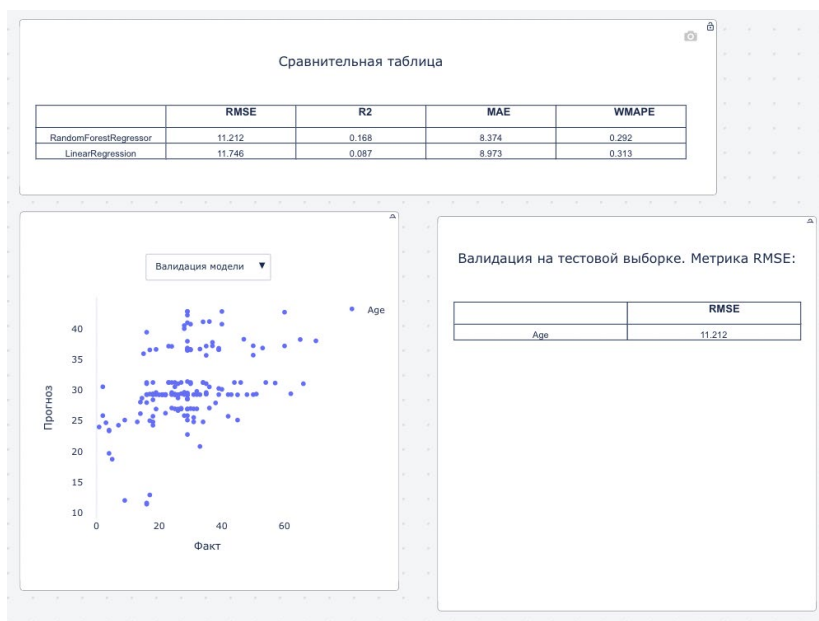 Сравнительная таблица
RMSE R2 MAE WMAPE
RandomForestRegressor 11.212 0.168 8.374 0.292
LinearRegression 11.746 0.087 8.973 0.313
Валидация модели ▼
Age
40
35
30
25
20
15
10
Прогноз
0 20 40 60
Факт
Валидация на тестовой выборке. Метрика RMSE:
RMSE
Age 11.212